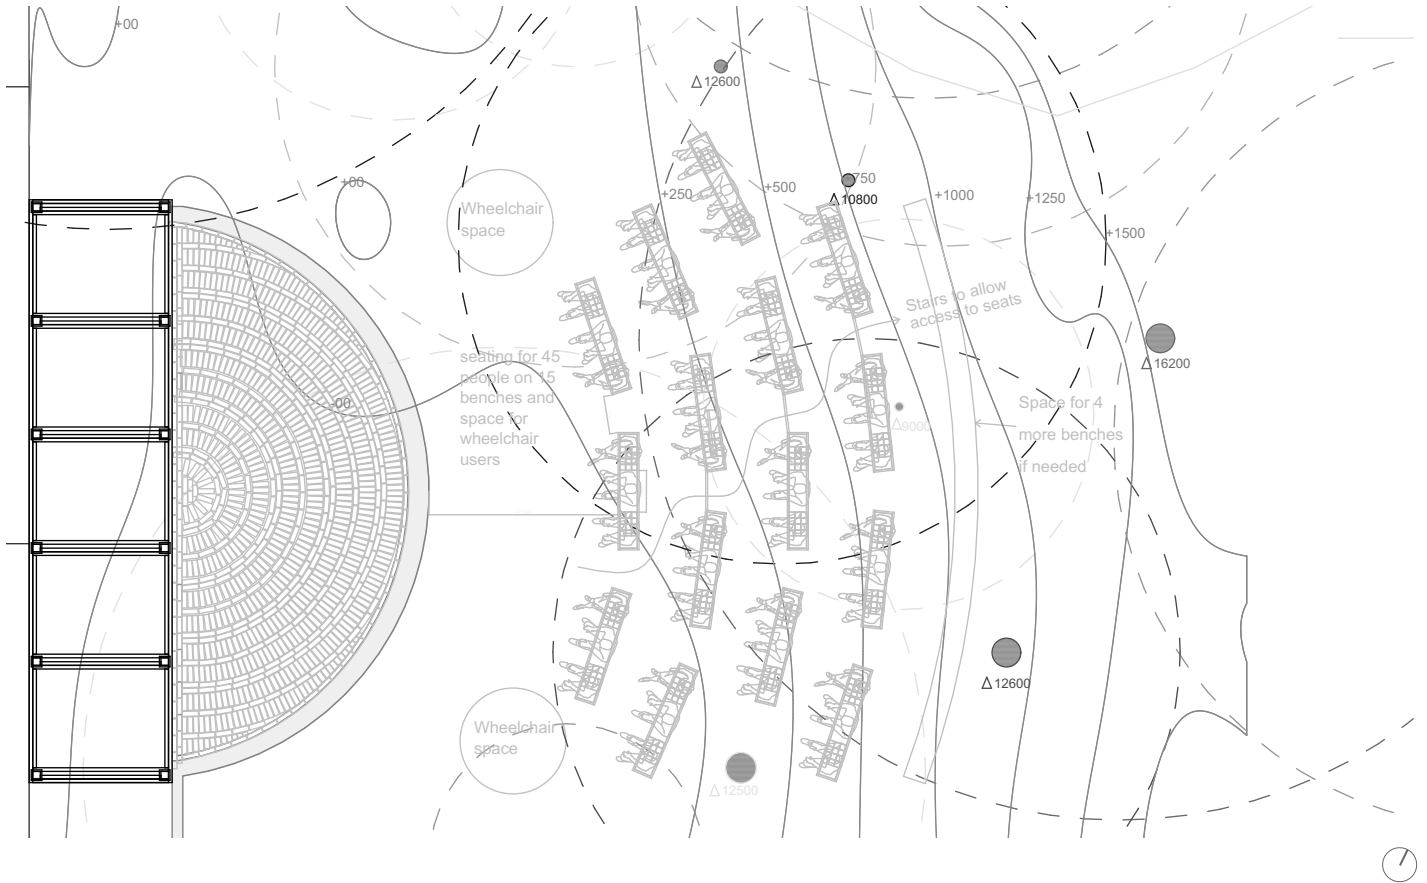 +00
Δ12600
+00
+250
+500
+750
Δ10800
+1000
+1250
+1500
Wheelchair
space
Stairs to allow
access to seats
seating for 45
people on 15
benches and
space for
wheelchair
users
-00
Δ16200
Δ9000
Space for 4
more benches
if needed
Δ12600
Wheelchair
space
Δ12500